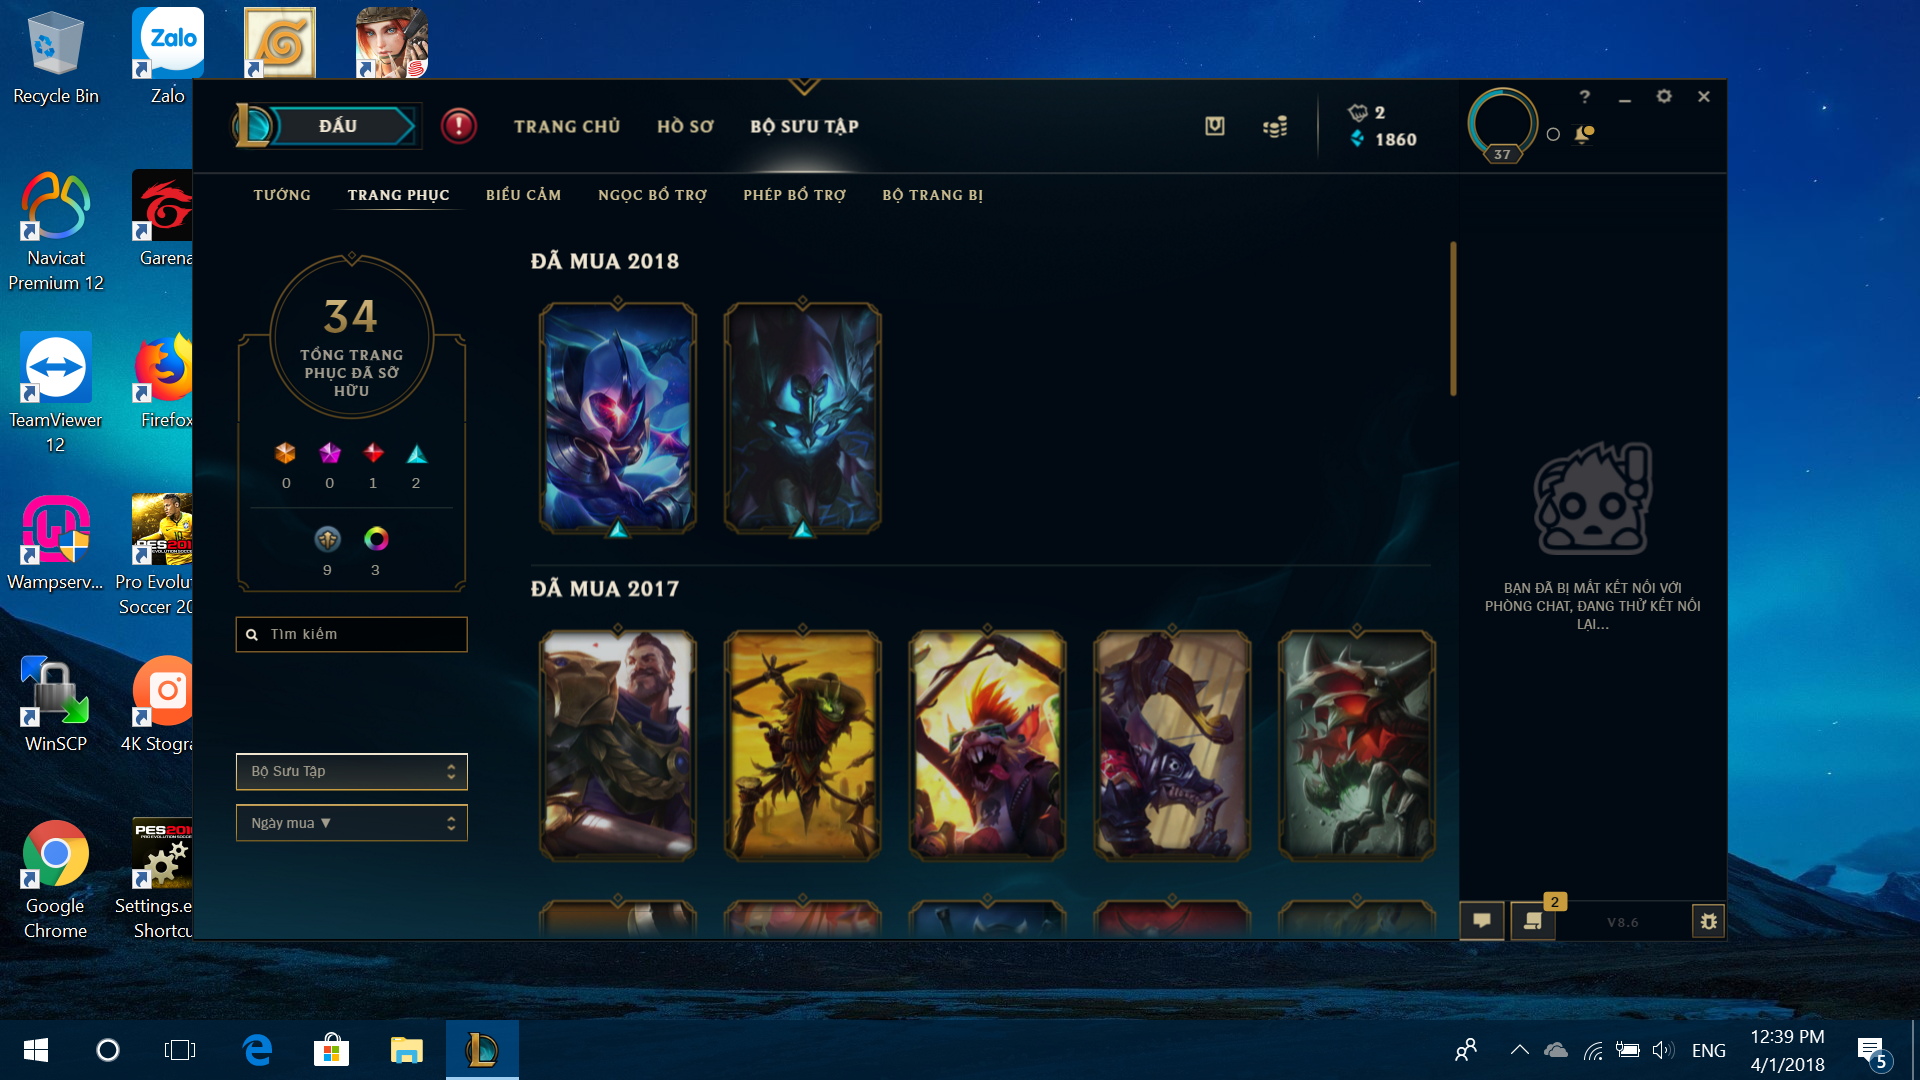 Recycle Bin
Zalo
Zalo
Navicat
Premium 12
Garena
TeamViewer
12
Firefox
Wampserv...
Pro Evolut
Soccer 20
WinSCP
4K Stogra
Google
Chrome
PES201
Settings.e
Shortcu
ĐẤU
TRANG CHỦ
HỒ SƠ
BỘ SƯU TẬP
2
1860
37
?
TƯỚNG
TRANG PHỤC
BIỂU CẢM
NGỌC BỔ TRỢ
PHÉP BỔ TRỢ
BỘ TRANG BỊ
34
TỔNG TRANG
PHỤC ĐÃ SỞ
HỮU
0
0
1
2
9
3
Tìm kiếm
Bộ Sưu Tập
Ngày mua ▼
ĐÃ MUA 2018
ĐÃ MUA 2017
BẠN ĐÃ BỊ MẤT KẾT NỐI VỚI
PHÒNG CHAT, ĐANG THỬ KẾT NỐI
LẠI...
2
V8.6
ENG
12:39 PM
4/1/2018
5